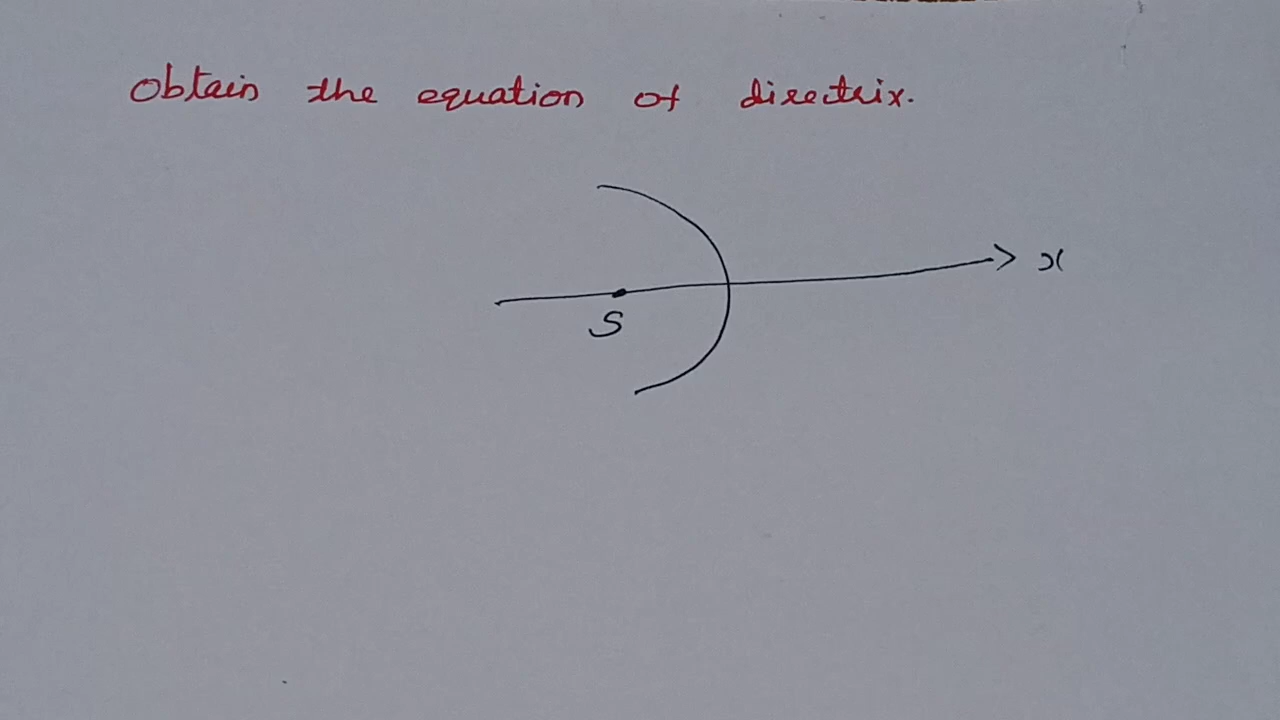 Obtain the equation of directrix.
x
S